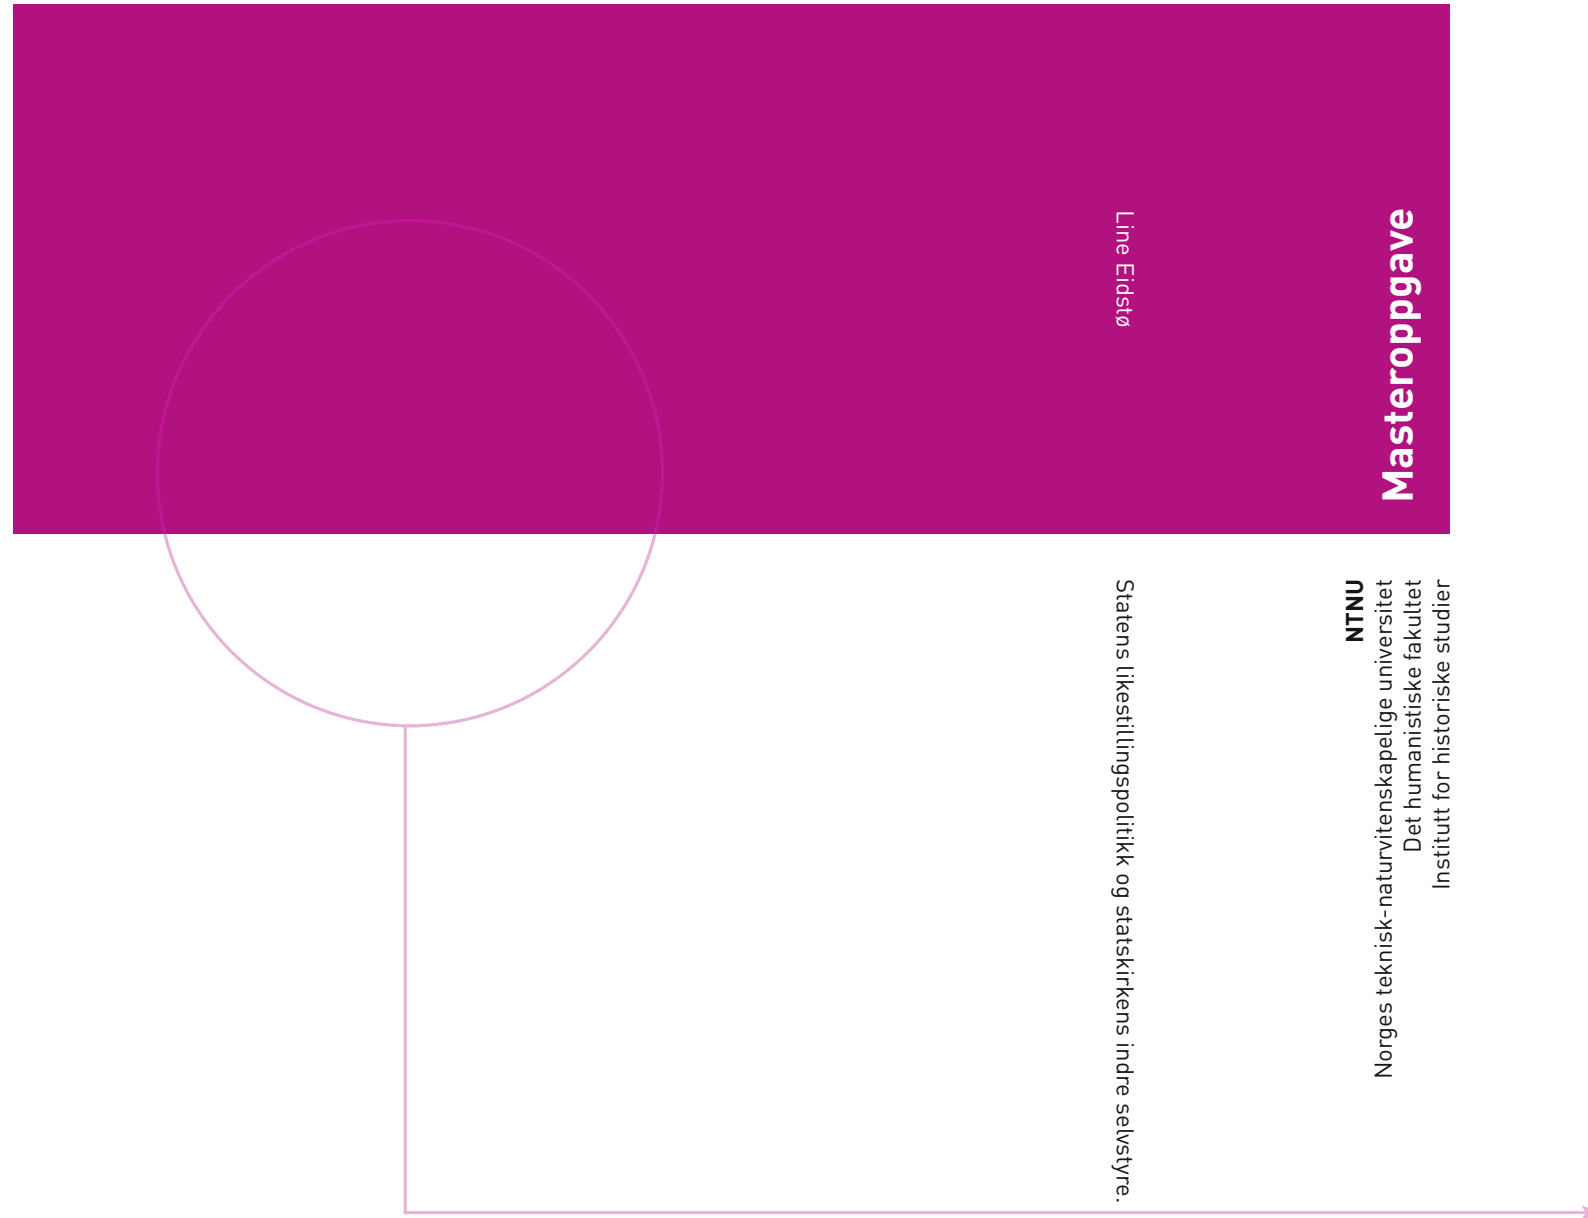 Line Eidstø
Statens likestillingspolitikk og statskirkens indre selvstyre.
Masteroppgave
NTNU
Norges teknisk-naturvitenskapelige universitet
Det humanistiske fakultet
Institutt for historiske studier